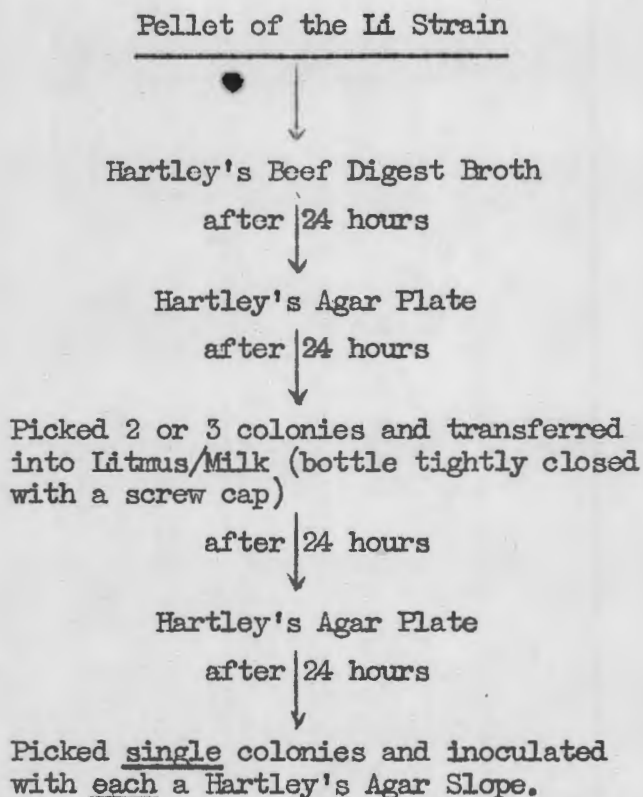 Pellet of the Li Strain
Hartley's Beef Digest Broth
after 24 hours
Hartley's Agar Plate
after 24 hours
Picked 2 or 3 colonies and transferred
into Litmus/Milk (bottle tightly closed
with a screw cap)
after 24 hours
Hartley's Agar Plate
after 24 hours
Picked single colonies and inoculated
with each a Hartley's Agar Slope.